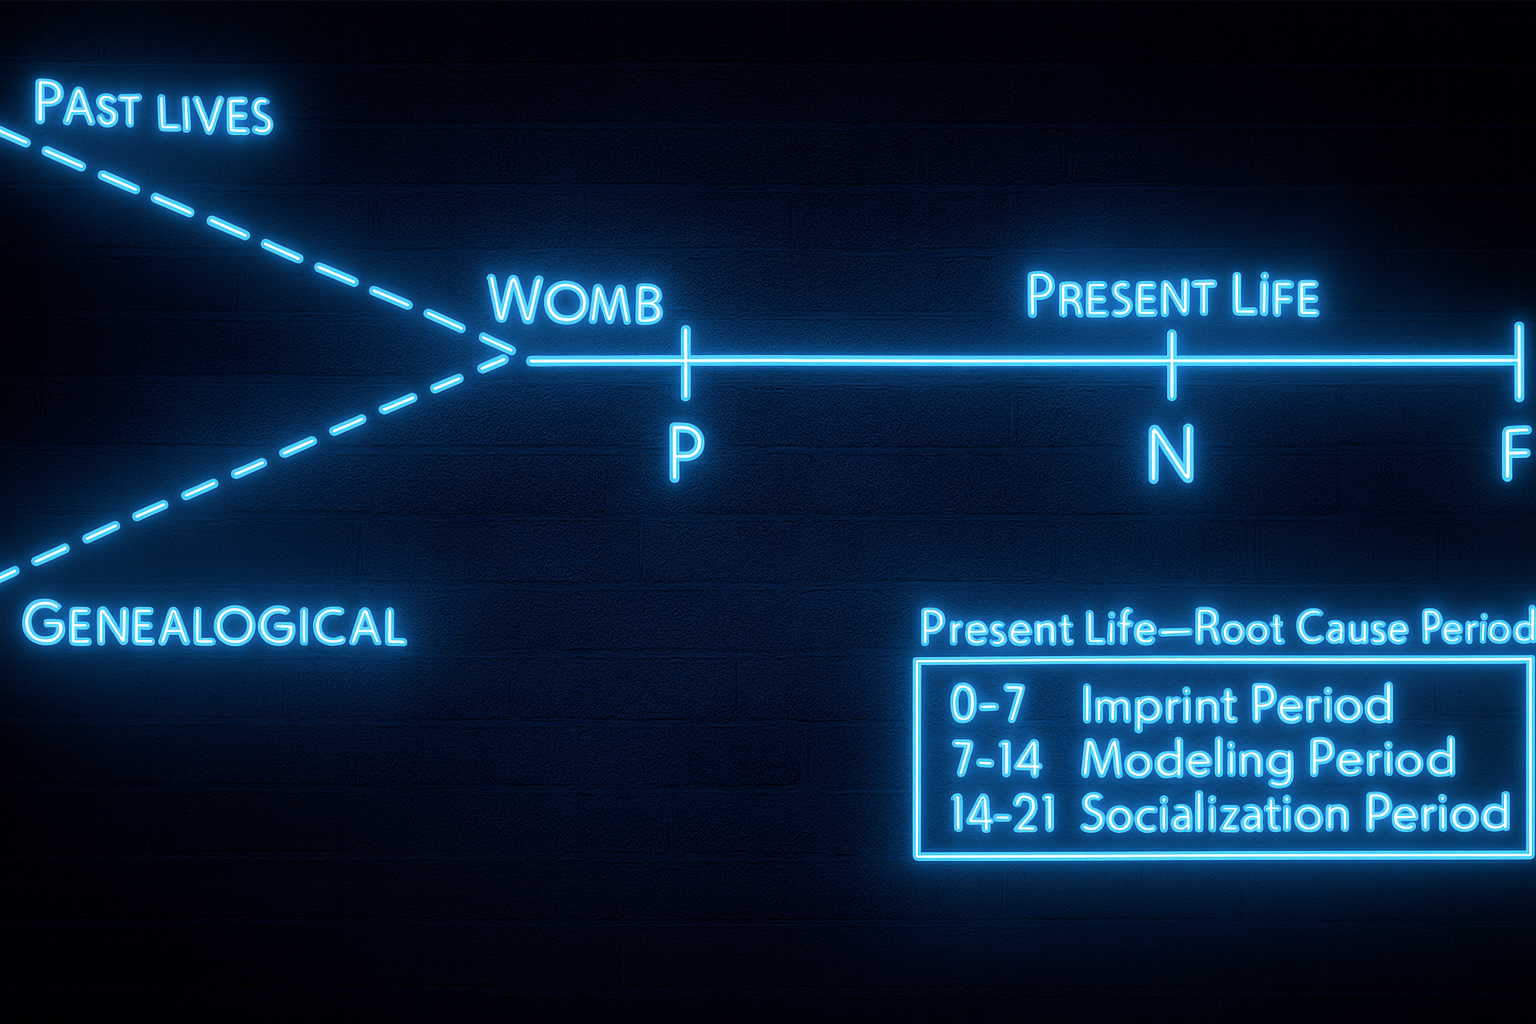 PAST LIVES
WOMB
PRESENT LiFE
P
N
F
GENEALOGICAL
Present Life—Root Cause Period
0-7 Imprint Period
7-14 Modeling Period
14-21 Socialization Period